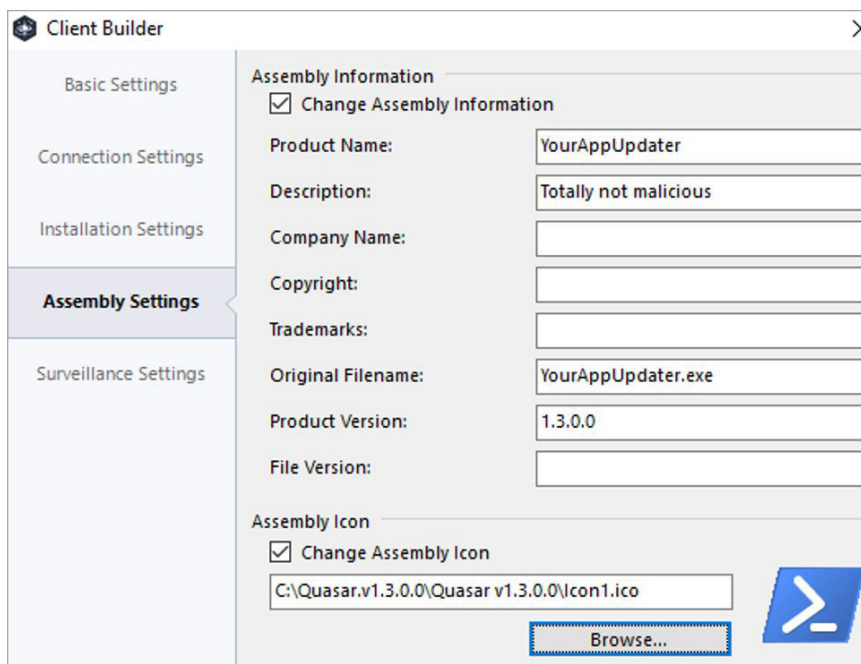 Client Builder
Basic Settings
Connection Settings
Installation Settings
Assembly Settings
Surveillance Settings
Assembly Information
Change Assembly Information
Product Name: YourAppUpdater
Description: Totally not malicious
Company Name:
Copyright:
Trademarks:
Original Filename: YourAppUpdater.exe
Product Version: 1.3.0.0
File Version:
Assembly Icon
Change Assembly Icon
C:\Quasar.v1.3.0.0\Quasar v1.3.0.0\Icon1.ico
Browse...